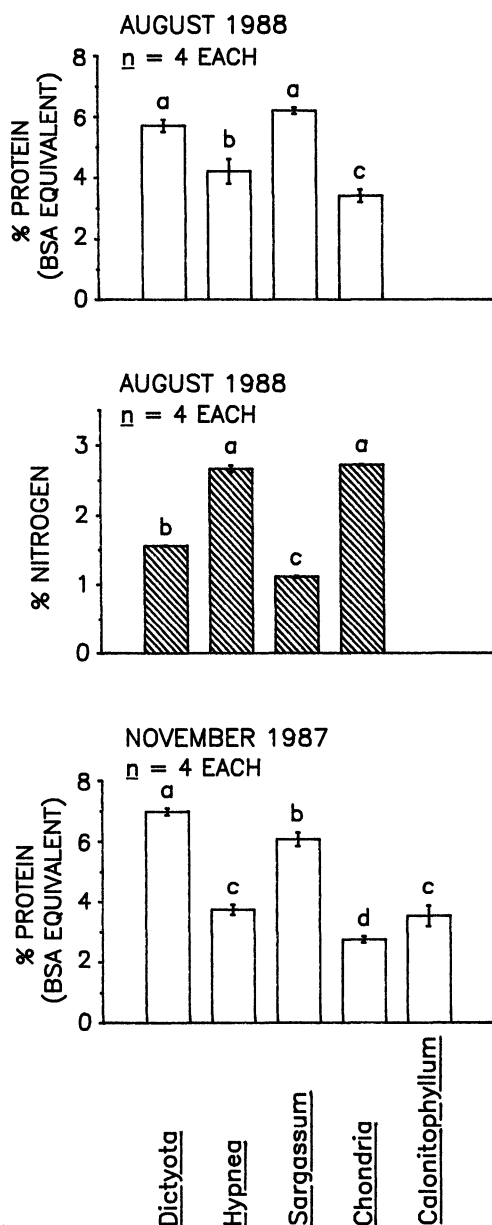 AUGUST 1988
n = 4 EACH
% PROTEIN
(BSA EQUIVALENT)
8
6
4
2
0
a
b
a
c
AUGUST 1988
n = 4 EACH
% NITROGEN
3
2
1
0
b
a
c
a
NOVEMBER 1987
n = 4 EACH
% PROTEIN
(BSA EQUIVALENT)
8
6
4
2
0
a
c
b
d
c
Dictyota
Hypnea
Sargassum
Chondria
Calonitophyllum